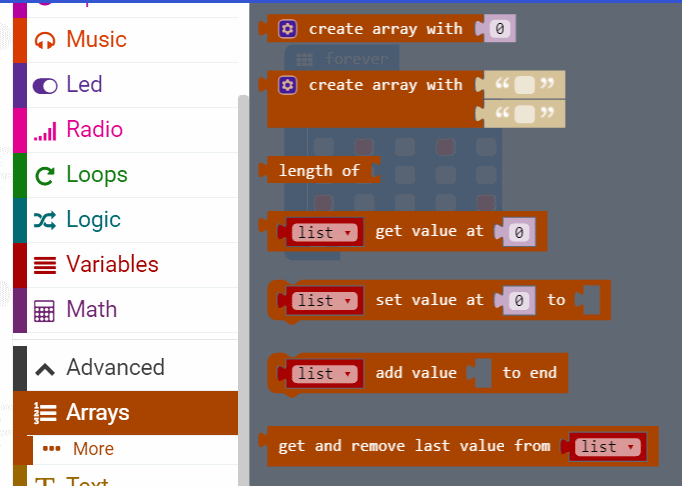 Music
Led
Radio
Loops
Logic
Variables
Math
Advanced
Arrays
More
Text
create array with 0
forever
create array with “ ”
“ ”
length of
list get value at 0
list set value at 0 to
list add value to end
get and remove last value from list